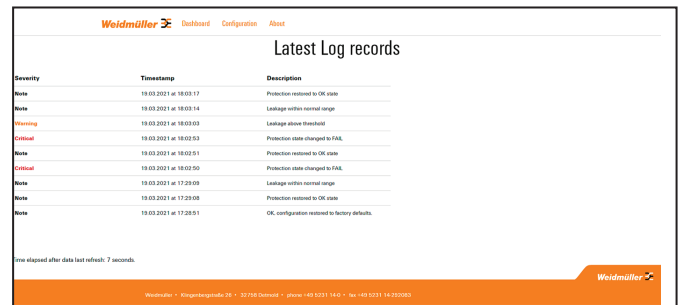 Weidmüller Dashboard Configuration About
Latest Log records
Severity Timestamp Description
Note 19.03.2021 at 18:03:17 Protection restored to OK state
Note 19.03.2021 at 18:03:14 Leakage within normal range
Warning 19.03.2021 at 18:03:03 Leakage above threshold
Critical 19.03.2021 at 18:02:53 Protection state changed to FAIL
Note 19.03.2021 at 18:02:51 Protection restored to OK state
Critical 19.03.2021 at 18:02:50 Protection state changed to FAIL
Note 19.03.2021 at 17:29:09 Leakage within normal range
Note 19.03.2021 at 17:29:08 Protection restored to OK state
Note 19.03.2021 at 17:28:51 OK, configuration restored to factory defaults.
Time elapsed after data last refresh: 7 seconds.
Weidmüller
Weidmüller • Klingenbergstraße 26 • 32758 Detmold • phone +49 5231 14-0 • fax +49 5231 14-292083